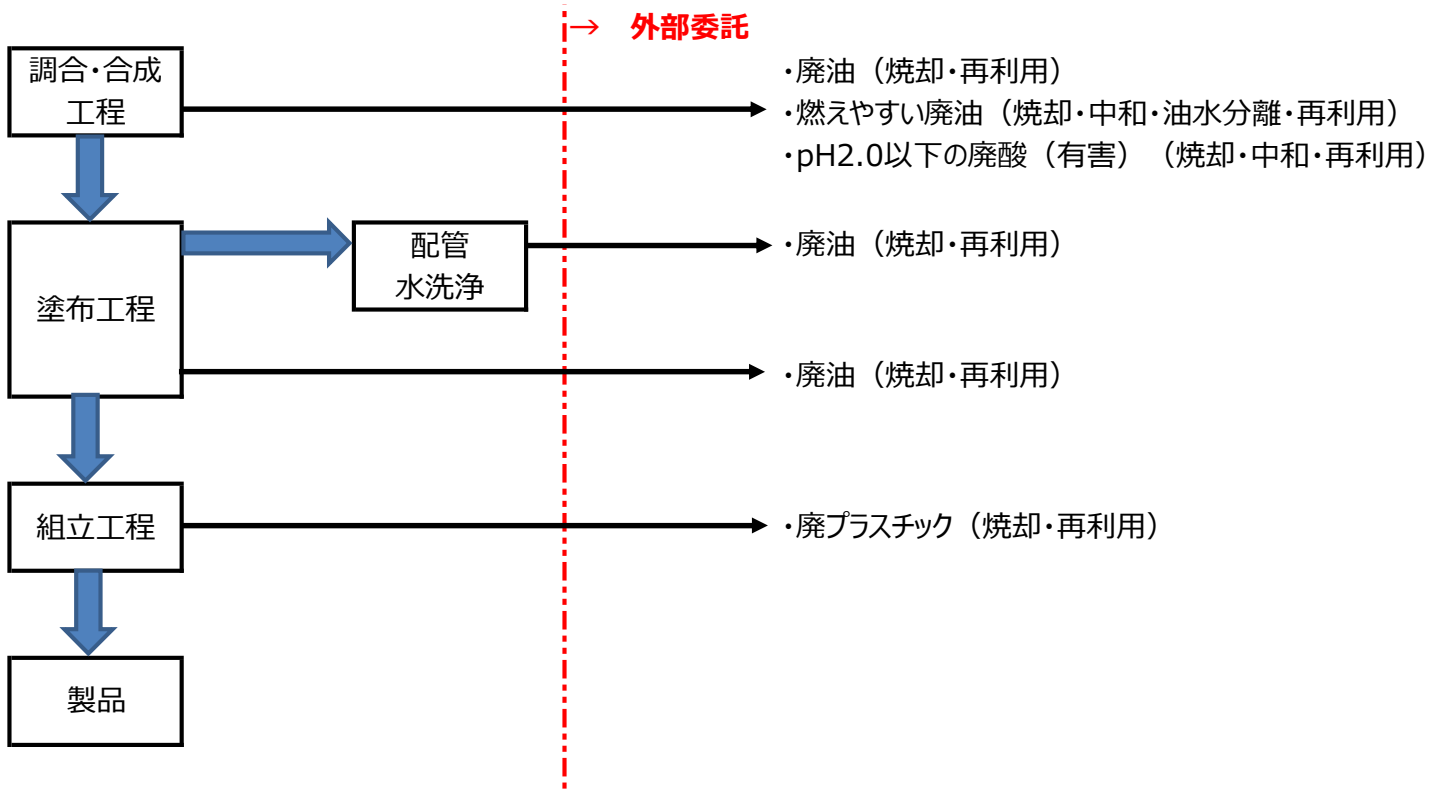 → 外部委託
調合・合成
工程
・廃油（焼却・再利用）
・燃えやすい廃油（焼却・中和・油水分離・再利用）
・pH2.0以下の廃酸（有害）（焼却・中和・再利用）
塗布工程
配管
水洗浄
・廃油（焼却・再利用）
・廃油（焼却・再利用）
組立工程
・廃プラスチック（焼却・再利用）
製品